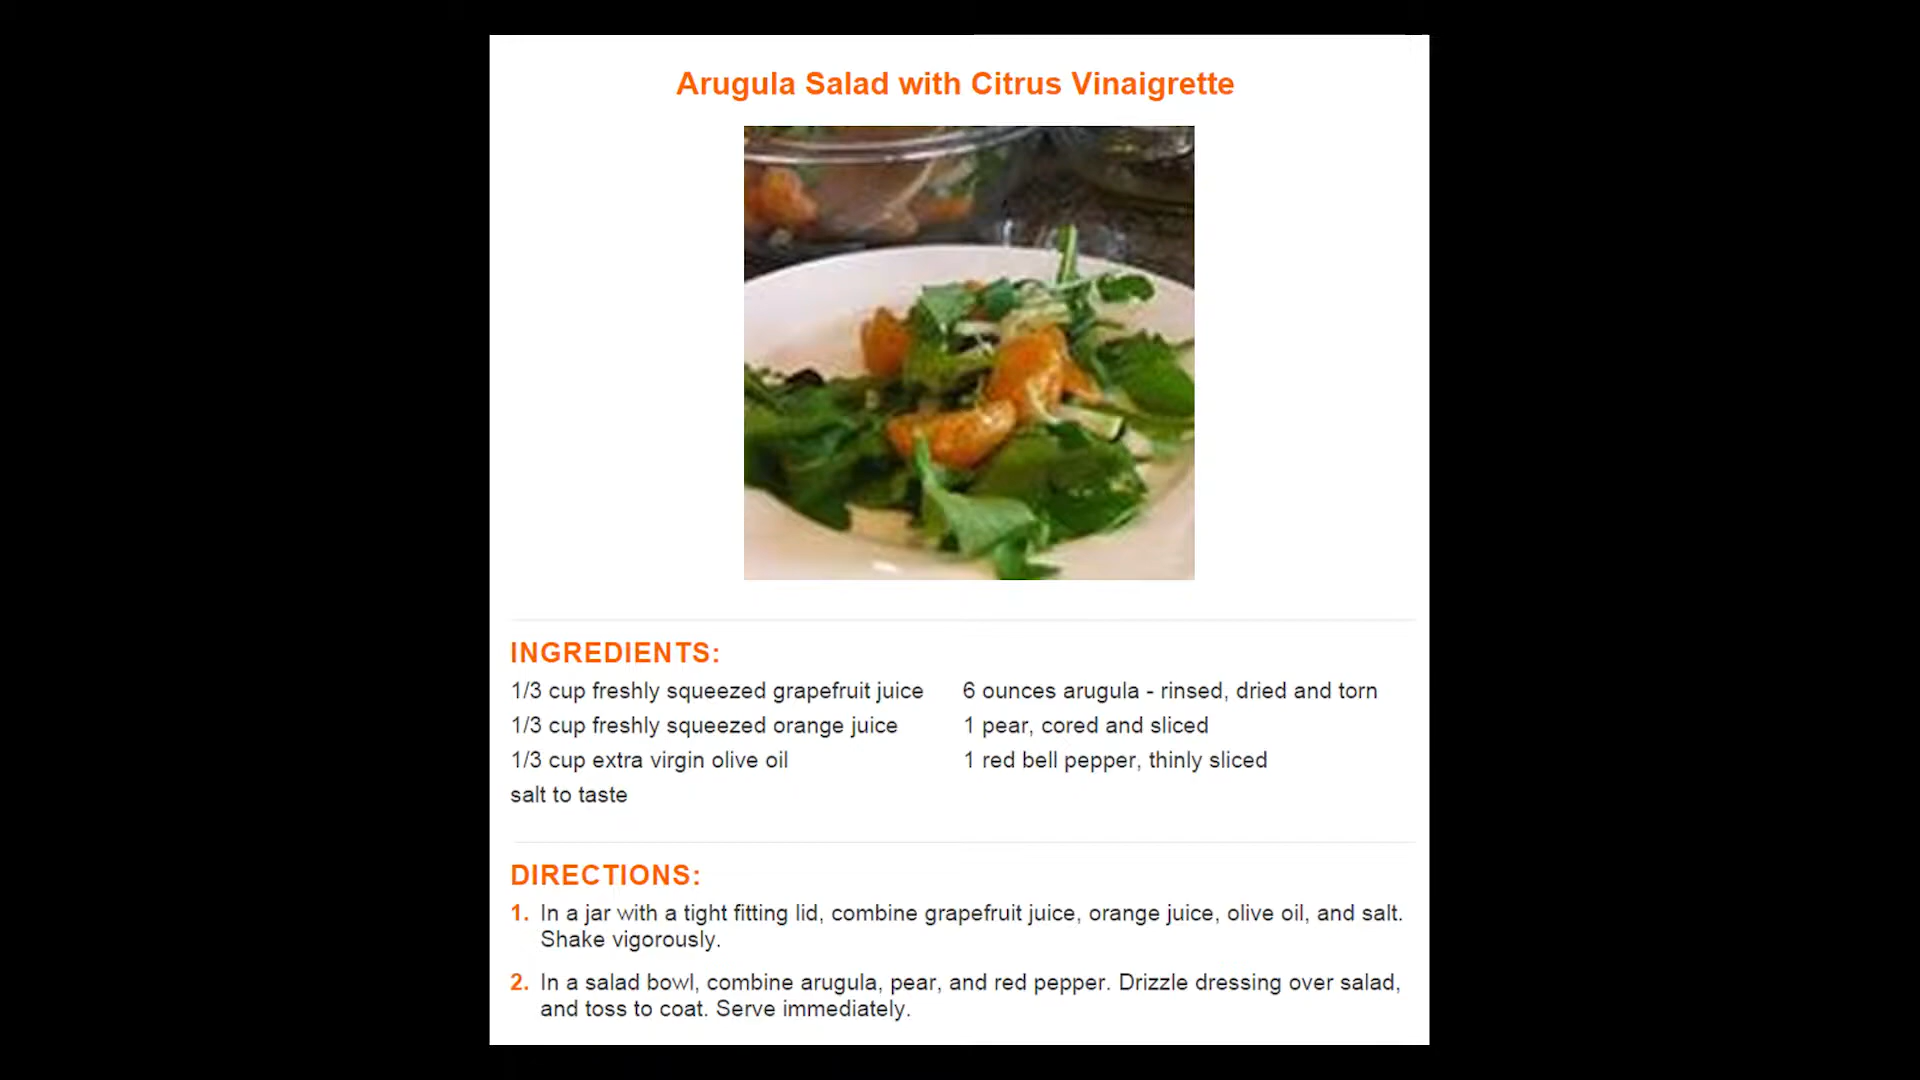 Arugula Salad with Citrus Vinaigrette
INGREDIENTS:
1/3 cup freshly squeezed grapefruit juice
1/3 cup freshly squeezed orange juice
1/3 cup extra virgin olive oil
salt to taste
6 ounces arugula - rinsed, dried and torn
1 pear, cored and sliced
1 red bell pepper, thinly sliced
DIRECTIONS:
1. In a jar with a tight fitting lid, combine grapefruit juice, orange juice, olive oil, and salt.
Shake vigorously.
2. In a salad bowl, combine arugula, pear, and red pepper. Drizzle dressing over salad,
and toss to coat. Serve immediately.